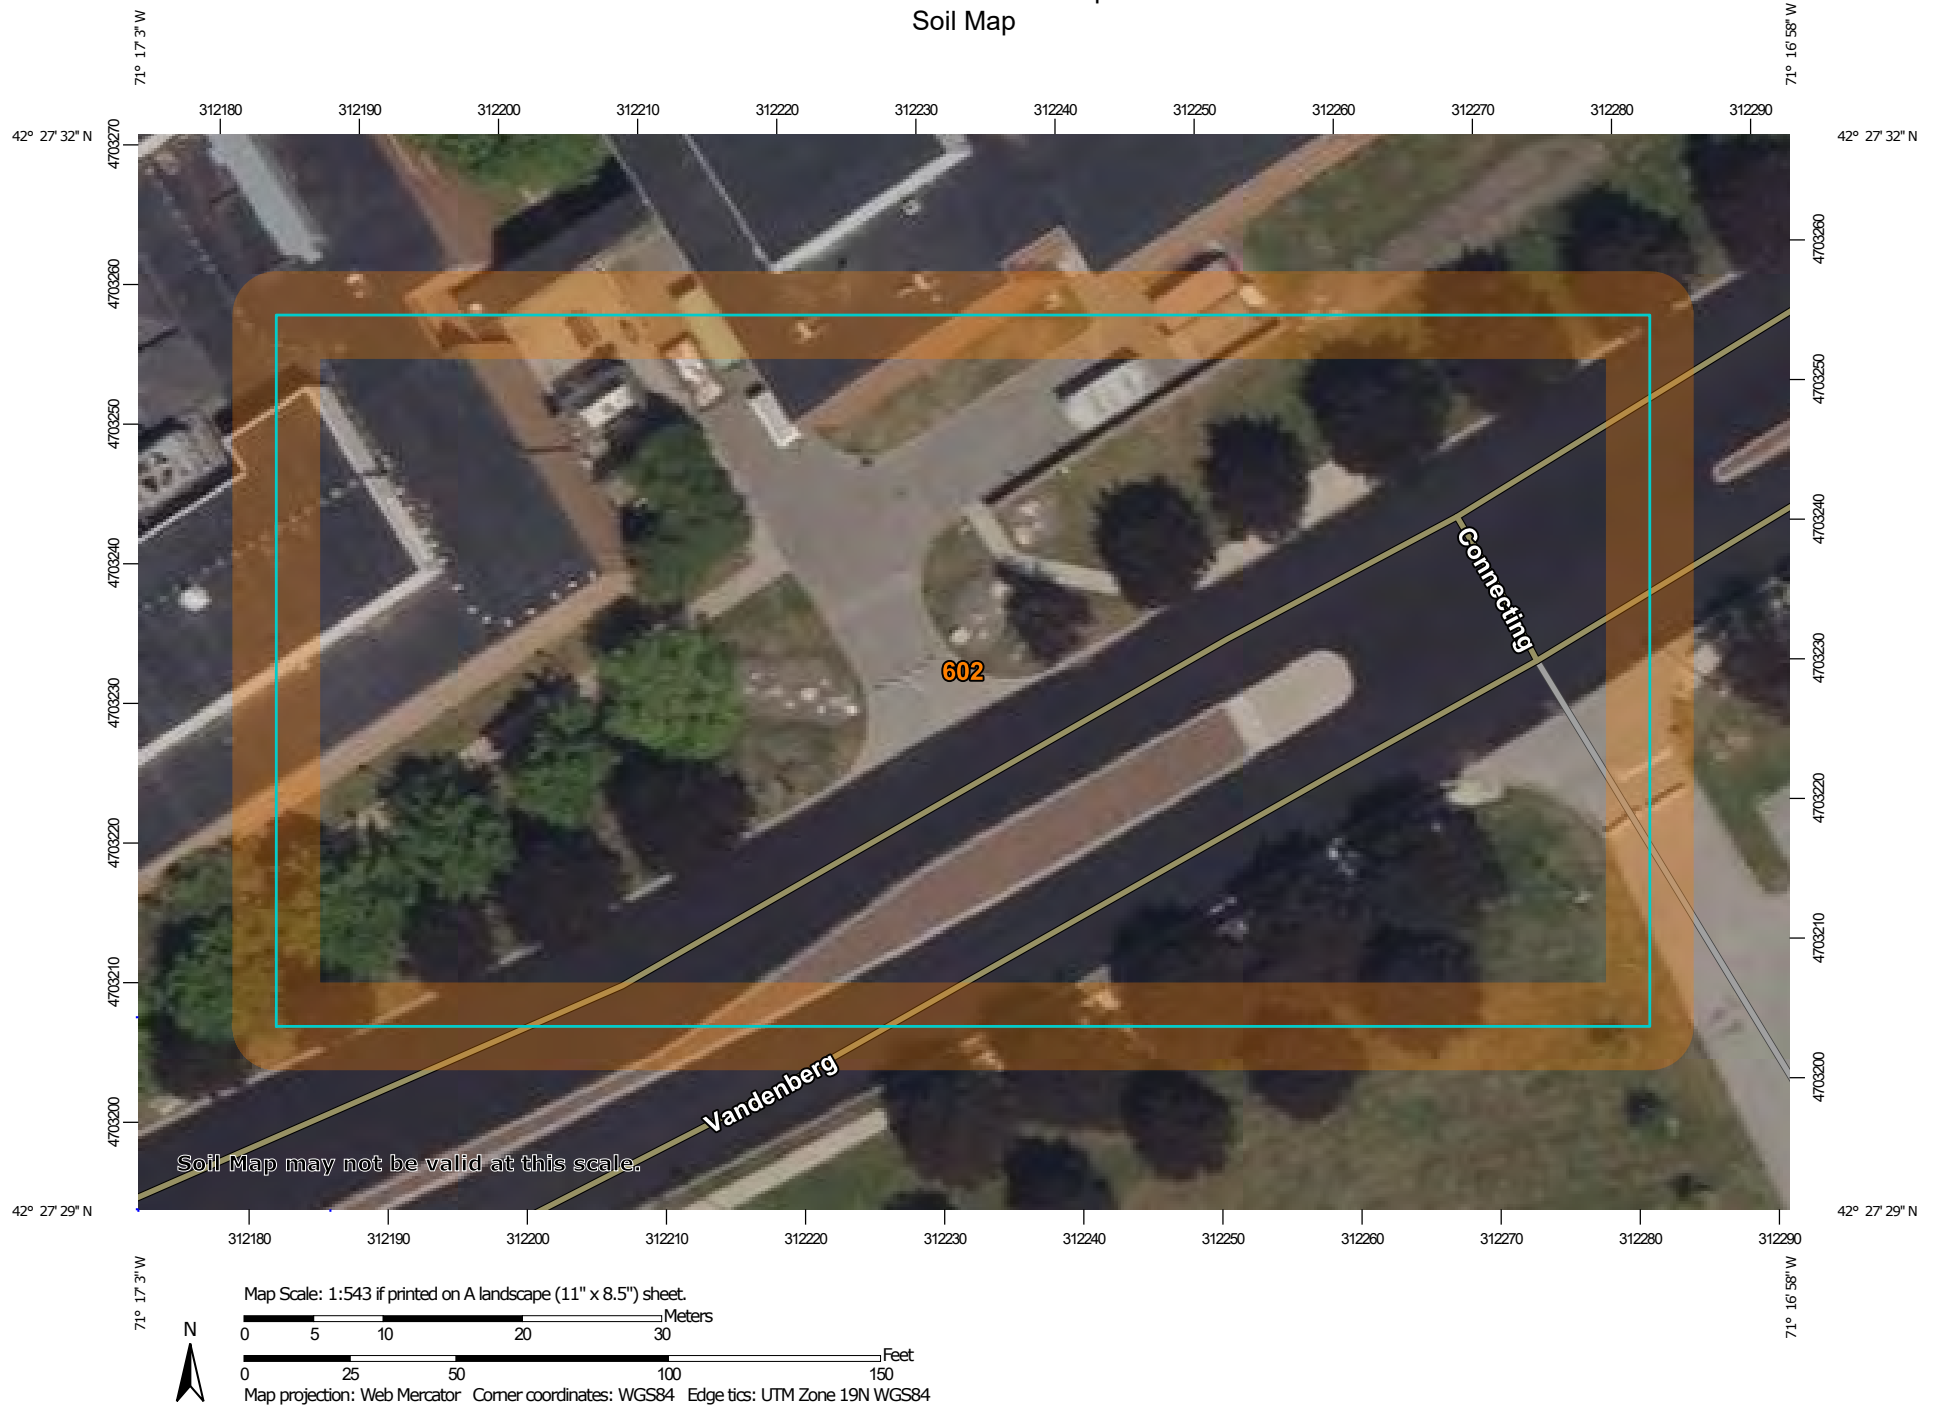 Soil Map
71° 17' 3'' W
71° 16' 58'' W
312180 312190 312200 312210 312220 312230 312240 312250 312260 312270 312280 312290
42° 27' 32'' N
42° 27' 32'' N
4703270
4703260
4703260
4703250
4703250
4703240
4703240
4703230
4703230
4703220
4703220
4703210
4703210
4703200
4703200
Connecting
602
Vandenberg
Soil Map may not be valid at this scale.
42° 27' 29'' N
42° 27' 29'' N
312180 312190 312200 312210 312220 312230 312240 312250 312260 312270 312280 312290
71° 17' 3'' W
71° 16' 58'' W
Map Scale: 1:543 if printed on A landscape (11" x 8.5") sheet.
Meters
0 5 10 20 30
N
Feet
0 25 50 100 150
Map projection: Web Mercator Corner coordinates: WGS84 Edge tics: UTM Zone 19N WGS84